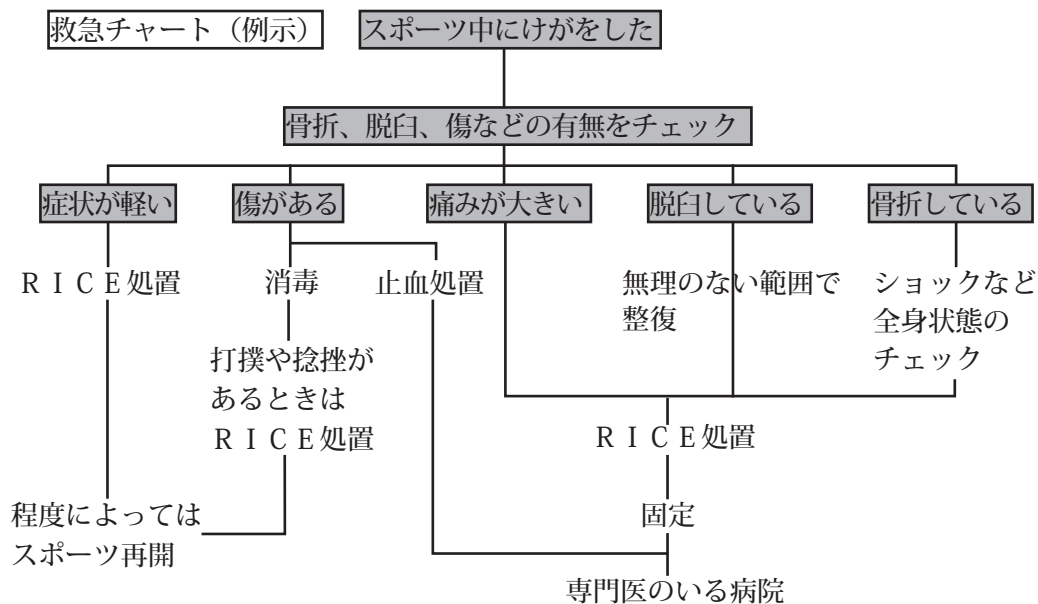 救急チャート（例示）
スポーツ中にけがをした
骨折、脱臼、傷などの有無をチェック
症状が軽い
傷がある
痛みが大きい
脱臼している
骨折している
ＲＩＣＥ処置
消毒
止血処置
無理のない範囲で
整復
ショックなど
全身状態の
チェック
打撲や捻挫が
あるときは
ＲＩＣＥ処置
ＲＩＣＥ処置
程度によっては
スポーツ再開
固定
専門医のいる病院